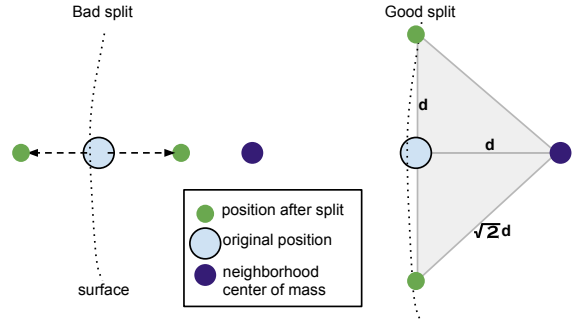 Bad split
Good split
d
d
√2d
position after split
original position
neighborhood
center of mass
surface